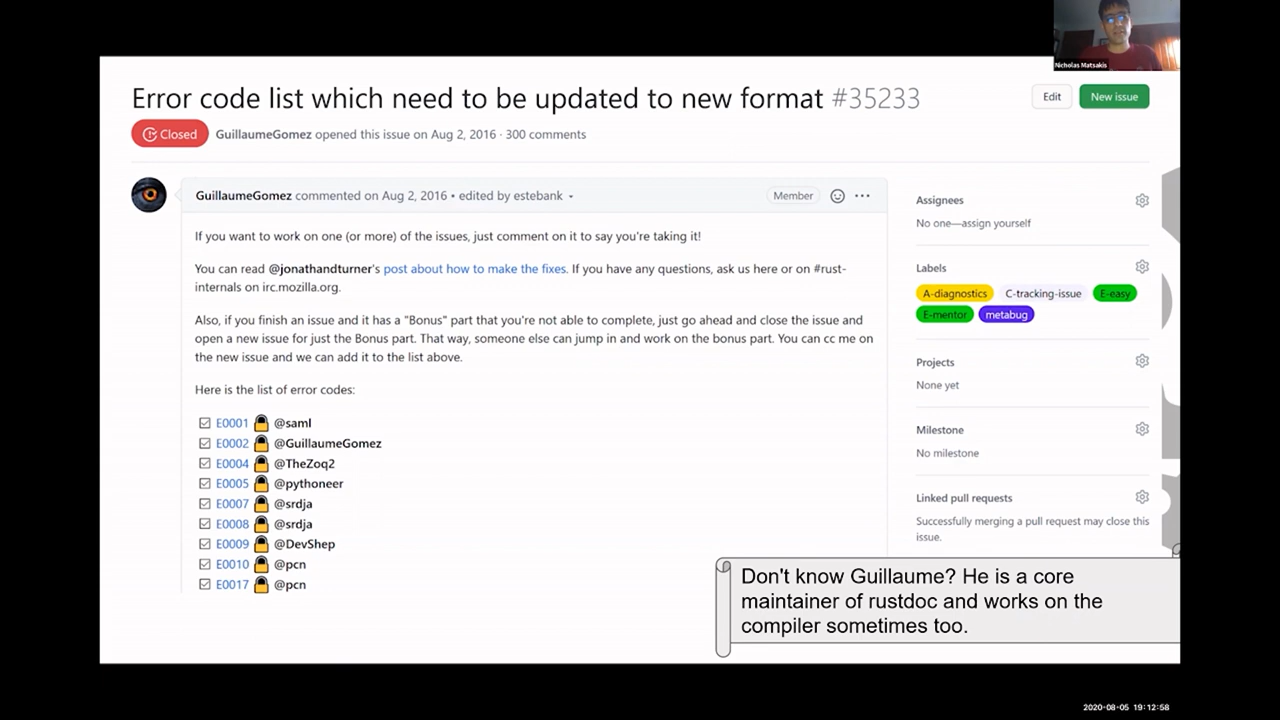 Nicholas Matsakis
Error code list which need to be updated to new format #35233
Edit
New issue
Closed
GuillaumeGomez opened this issue on Aug 2, 2016 · 300 comments
GuillaumeGomez commented on Aug 2, 2016 • edited by estebank
Member
If you want to work on one (or more) of the issues, just comment on it to say you're taking it!
You can read @jonathandturner's post about how to make the fixes. If you have any questions, ask us here or on #rust-
internals on irc.mozilla.org.
Also, if you finish an issue and it has a "Bonus" part that you're not able to complete, just go ahead and close the issue and
open a new issue for just the Bonus part. That way, someone else can jump in and work on the bonus part. You can cc me on
the new issue and we can add it to the list above.
Here is the list of error codes:
E0001 @saml
E0002 @GuillaumeGomez
E0004 @TheZoq2
E0005 @pythoneer
E0007 @srdja
E0008 @srdja
E0009 @DevShep
E0010 @pcn
E0017 @pcn
Assignees
No one—assign yourself
Labels
A-diagnostics C-tracking-issue E-easy
E-mentor metabug
Projects
None yet
Milestone
No milestone
Linked pull requests
Successfully merging a pull request may close this
issue.
Don't know Guillaume? He is a core
maintainer of rustdoc and works on the
compiler sometimes too.
2020-08-05 19:12:58